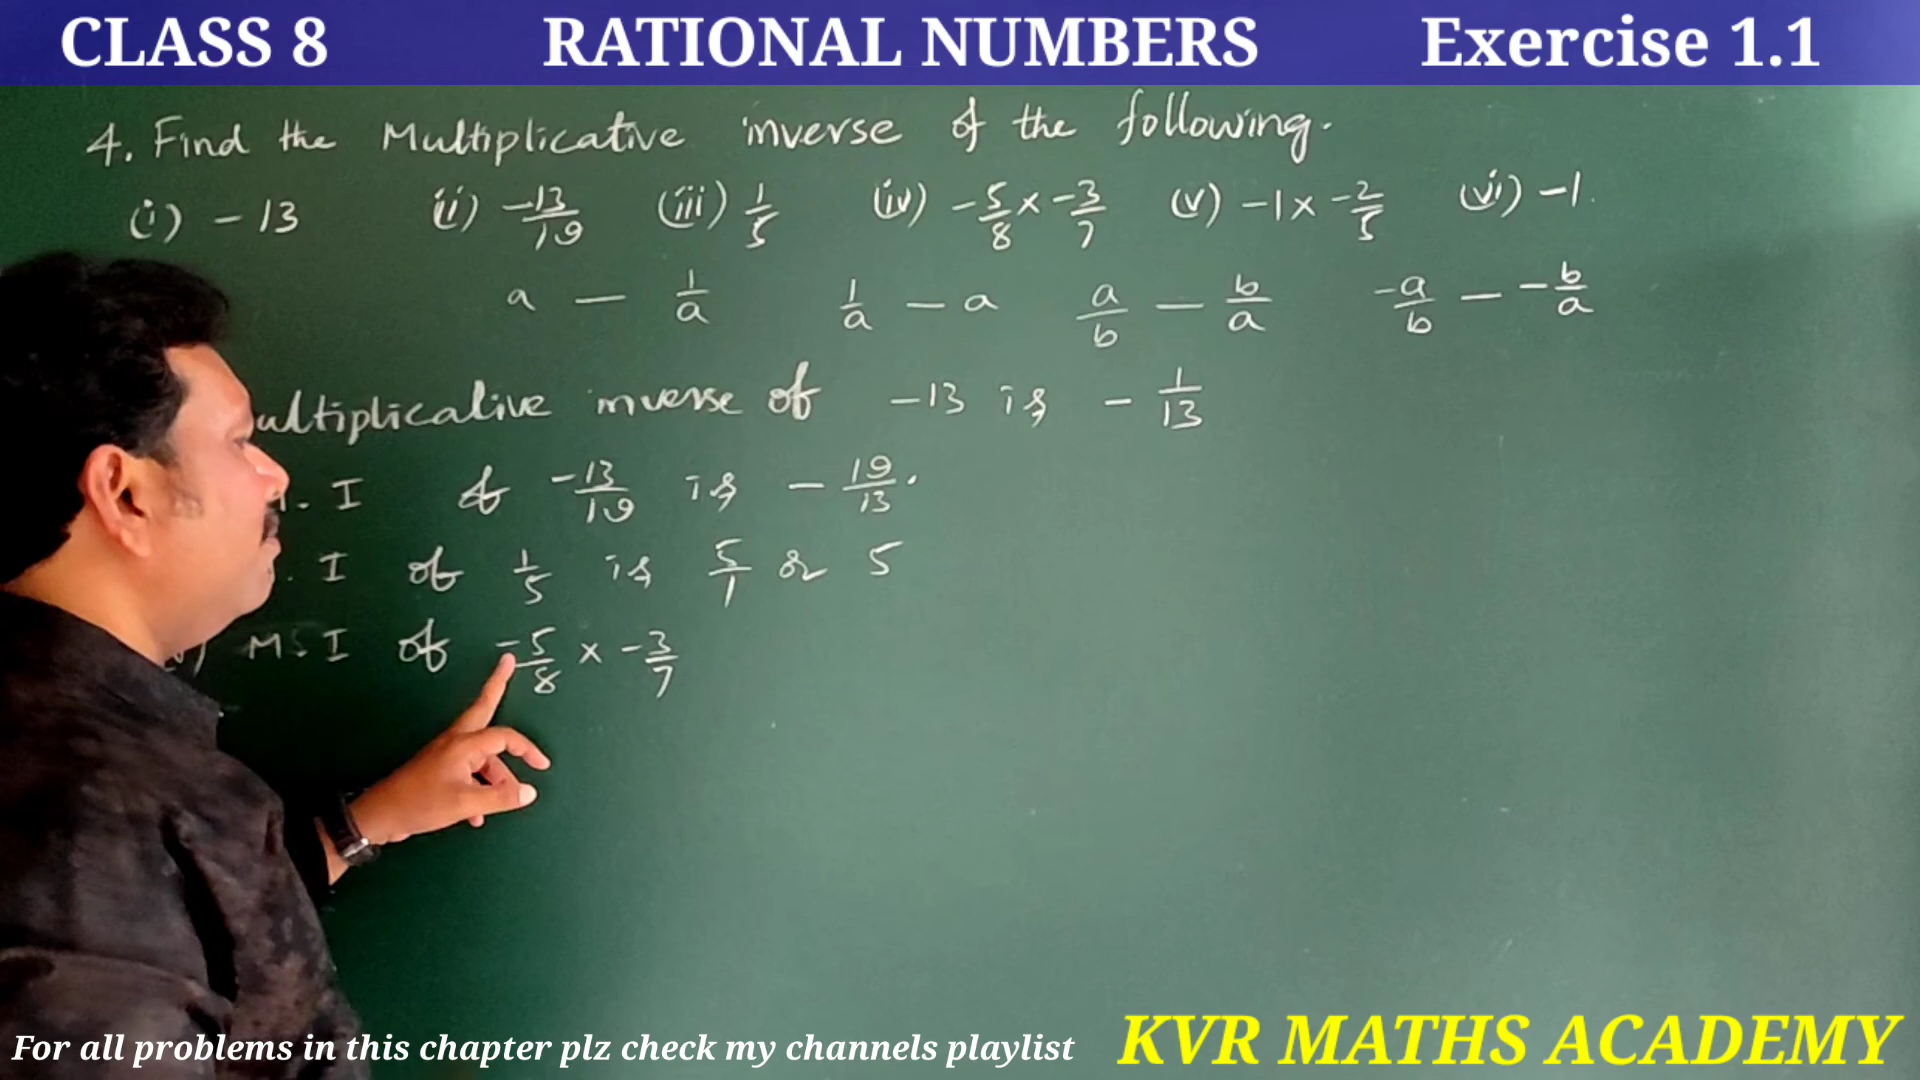 CLASS 8 RATIONAL NUMBERS Exercise 1.1
4. Find the Multiplicative inverse of the following.
(i) -13 (ii) -13/19 (iii) 1/5 (iv) -5/8 × -3/7 (v) -1 × -2/5 (vi) -1.
a — 1/a 1/a — a a/b — b/a -a/b — -b/a
ultiplicative inverse of -13 is - 1/13
. I of -13/19 is - 19/13.
. I of 1/5 is 5/1 or 5
M. I of -5/8 × -3/7
For all problems in this chapter plz check my channels playlist
KVR MATHS ACADEMY